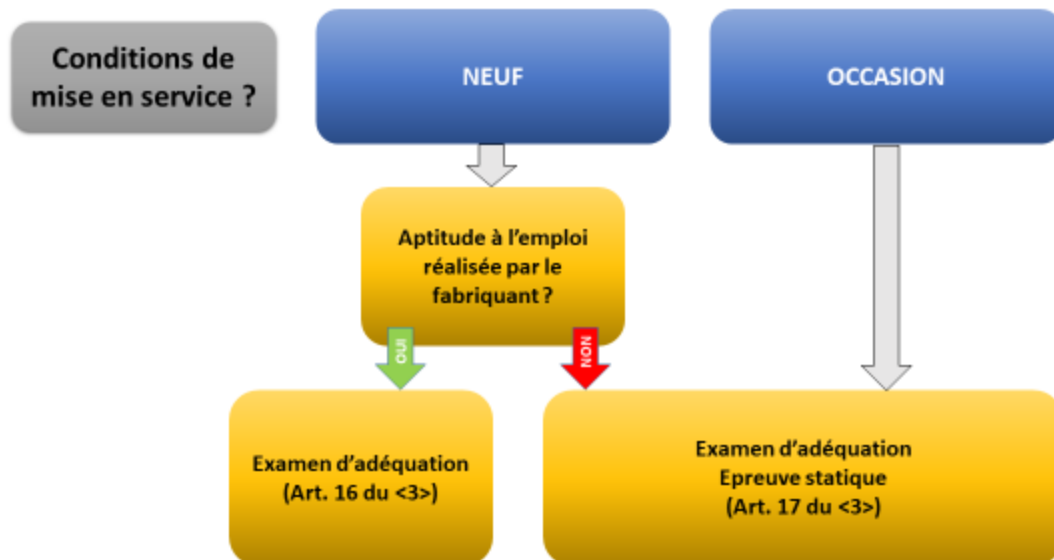 Conditions de
mise en service ?
NEUF
OCCASION
Aptitude à l'emploi
réalisée par le
fabriquant ?
OUI
NON
Examen d'adéquation
(Art. 16 du <3>)
Examen d'adéquation
Epreuve statique
(Art. 17 du <3>)